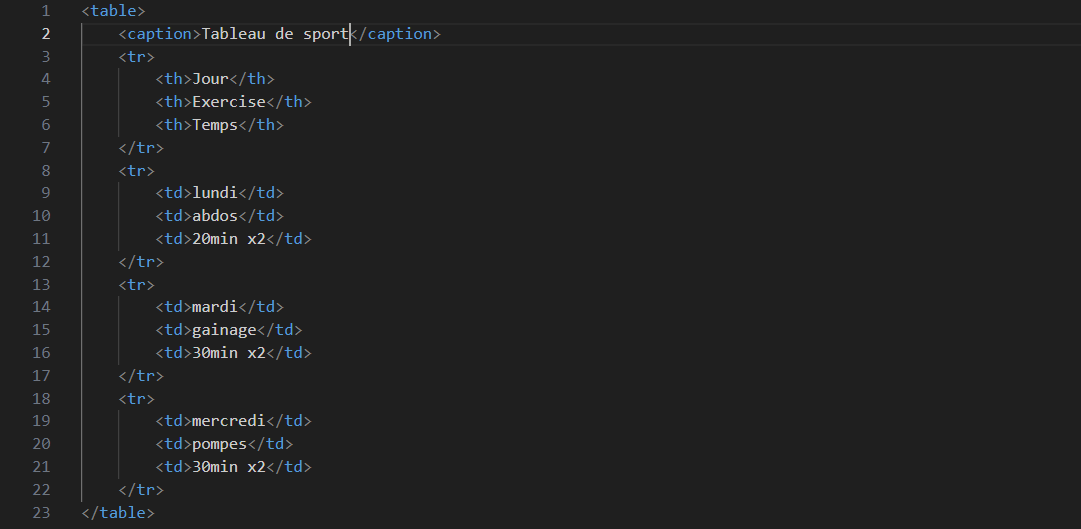 1 <table>
2 <caption>Tableau de sport</caption>
3 <tr>
4 <th>Jour</th>
5 <th>Exercise</th>
6 <th>Temps</th>
7 </tr>
8 <tr>
9 <td>lundi</td>
10 <td>abdos</td>
11 <td>20min x2</td>
12 </tr>
13 <tr>
14 <td>mardi</td>
15 <td>gainage</td>
16 <td>30min x2</td>
17 </tr>
18 <tr>
19 <td>mercredi</td>
20 <td>pompes</td>
21 <td>30min x2</td>
22 </tr>
23 </table>